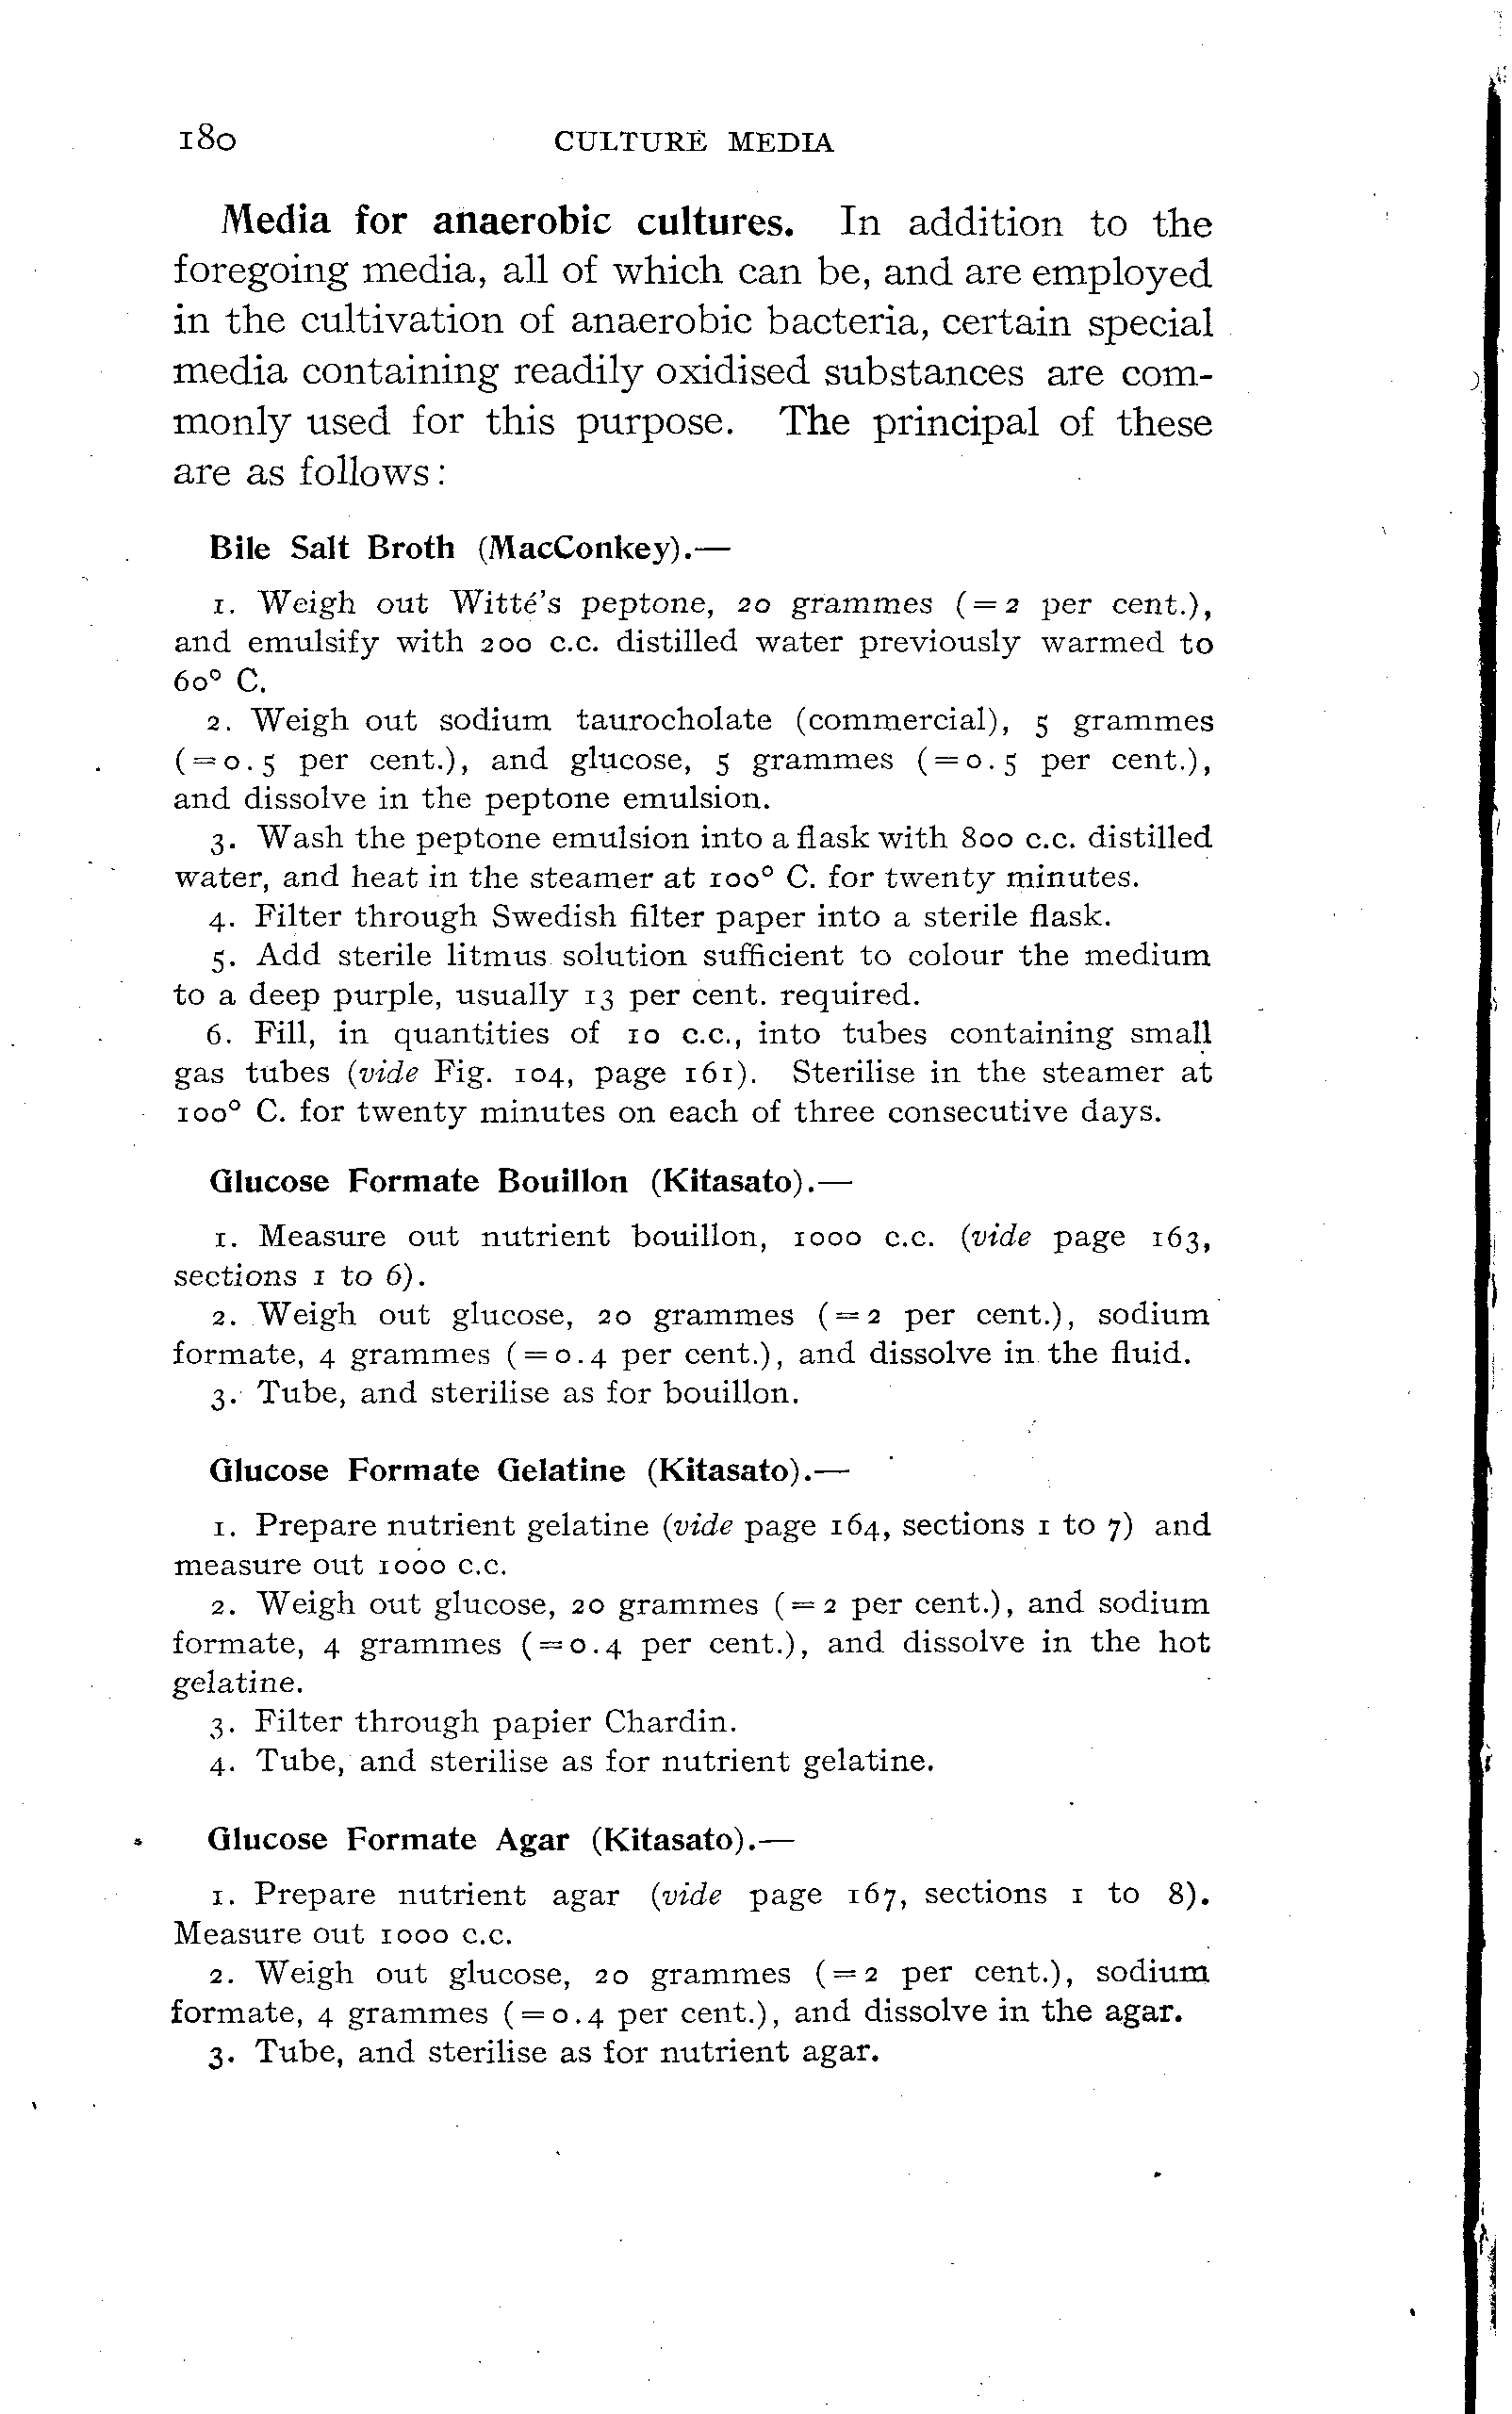 180 CULTURE MEDIA
Media for anaerobic cultures. In addition to the
foregoing media, all of which can be, and are employed
in the cultivation of anaerobic bacteria, certain special
media containing readily oxidised substances are com-
monly used for this purpose. The principal of these
are as follows:
Bile Salt Broth (MacConkey).—
1. Weigh out Witté's peptone, 20 grammes (=2 per cent.),
and emulsify with 200 c.c. distilled water previously warmed to
60° C.
2. Weigh out sodium taurocholate (commercial), 5 grammes
(=0.5 per cent.), and glucose, 5 grammes (=0.5 per cent.),
and dissolve in the peptone emulsion.
3. Wash the peptone emulsion into a flask with 800 c.c. distilled
water, and heat in the steamer at 100° C. for twenty minutes.
4. Filter through Swedish filter paper into a sterile flask.
5. Add sterile litmus solution sufficient to colour the medium
to a deep purple, usually 13 per cent. required.
6. Fill, in quantities of 10 c.c., into tubes containing small
gas tubes (vide Fig. 104, page 161). Sterilise in the steamer at
100° C. for twenty minutes on each of three consecutive days.
Glucose Formate Bouillon (Kitasato).—
1. Measure out nutrient bouillon, 1000 c.c. (vide page 163,
sections 1 to 6).
2. Weigh out glucose, 20 grammes (=2 per cent.), sodium
formate, 4 grammes (=0.4 per cent.), and dissolve in the fluid.
3. Tube, and sterilise as for bouillon.
Glucose Formate Gelatine (Kitasato).—
1. Prepare nutrient gelatine (vide page 164, sections 1 to 7) and
measure out 1000 c.c.
2. Weigh out glucose, 20 grammes (=2 per cent.), and sodium
formate, 4 grammes (=0.4 per cent.), and dissolve in the hot
gelatine.
3. Filter through papier Chardin.
4. Tube, and sterilise as for nutrient gelatine.
Glucose Formate Agar (Kitasato).—
1. Prepare nutrient agar (vide page 167, sections 1 to 8).
Measure out 1000 c.c.
2. Weigh out glucose, 20 grammes (=2 per cent.), sodium
formate, 4 grammes (=0.4 per cent.), and dissolve in the agar.
3. Tube, and sterilise as for nutrient agar.